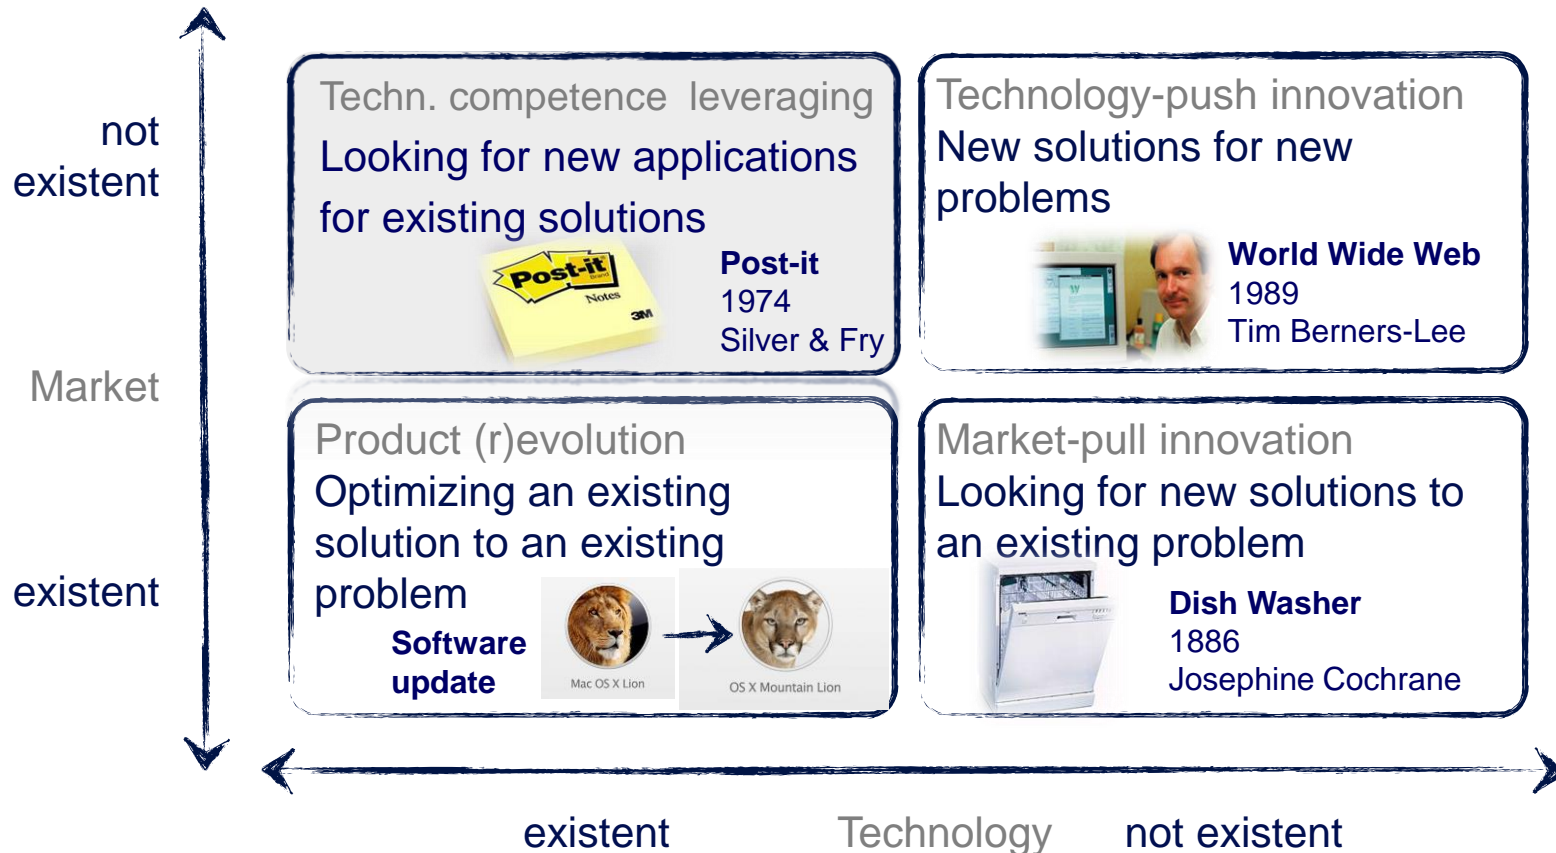 not
existent
Market
existent
Techn. competence leveraging
Looking for new applications
for existing solutions
Post-it
Brand
Notes
3M
Post-it
1974
Silver & Fry
Technology-push innovation
New solutions for new
problems
World Wide Web
1989
Tim Berners-Lee
Product (r)evolution
Optimizing an existing
solution to an existing
problem
Software
update
Mac OS X Lion
OS X Mountain Lion
Market-pull innovation
Looking for new solutions to
an existing problem
Dish Washer
1886
Josephine Cochrane
existent
Technology
not existent